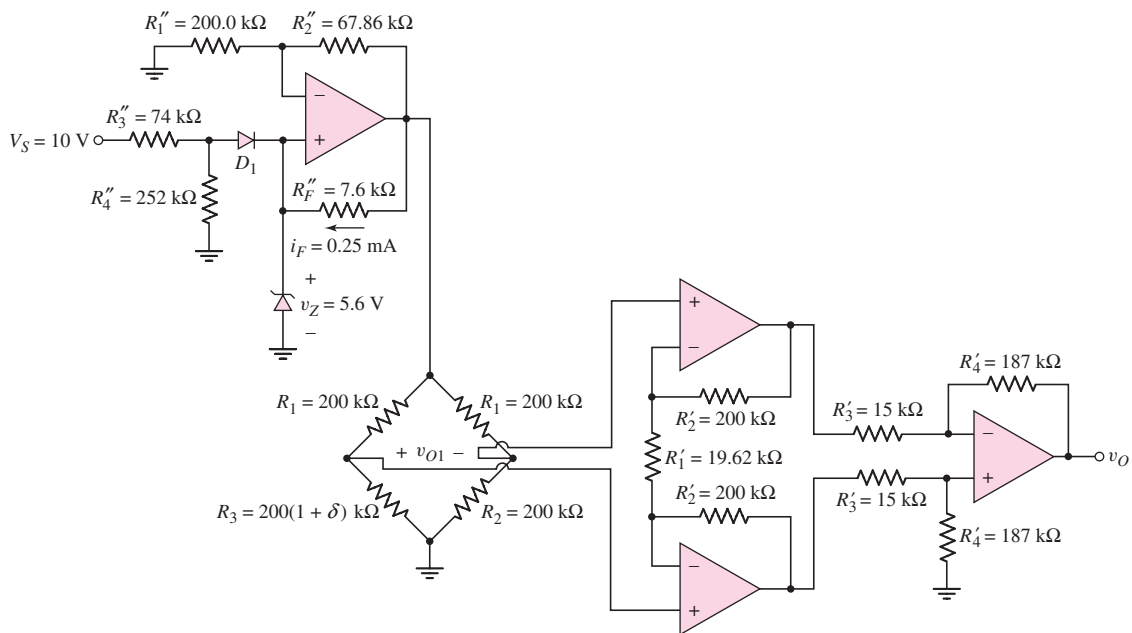 R₁″ = 200.0 kΩ
R₂″ = 67.86 kΩ
−
+
R₃″ = 74 kΩ
V_S = 10 V
D₁
R₄″ = 252 kΩ
R_F″ = 7.6 kΩ
i_F = 0.25 mA
+
v_Z = 5.6 V
−
R₁ = 200 kΩ
R₁ = 200 kΩ
+ v_O1 −
R₃ = 200(1 + δ) kΩ
R₂ = 200 kΩ
+
−
R₂′ = 200 kΩ
R₁′ = 19.62 kΩ
R₂′ = 200 kΩ
−
+
R₃′ = 15 kΩ
R₄′ = 187 kΩ
−
+
v_O
R₃′ = 15 kΩ
R₄′ = 187 kΩ